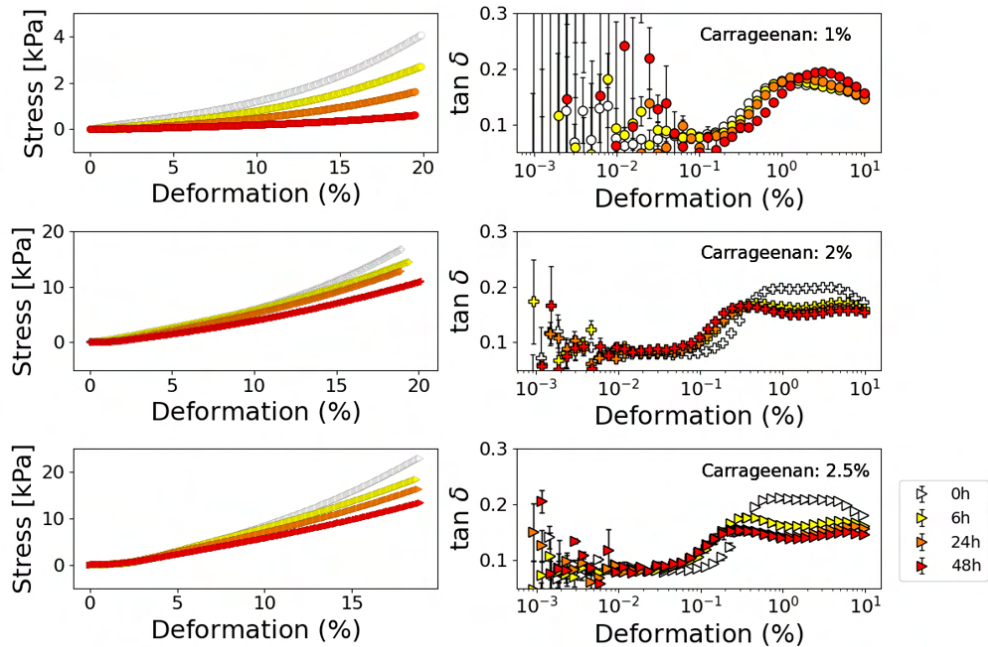 4
2
0
Stress [kPa]
0
5
10
15
20
Deformation (%)
0.3
0.2
0.1
tan δ
Carrageenan: 1%
10⁻³
10⁻²
10⁻¹
10⁰
10¹
Deformation (%)
20
10
0
Stress [kPa]
0
5
10
15
20
Deformation (%)
0.3
0.2
0.1
tan δ
Carrageenan: 2%
10⁻³
10⁻²
10⁻¹
10⁰
10¹
Deformation (%)
20
10
0
Stress [kPa]
0
5
10
15
Deformation (%)
0.3
0.2
0.1
tan δ
Carrageenan: 2.5%
10⁻³
10⁻²
10⁻¹
10⁰
10¹
Deformation (%)
0h
6h
24h
48h